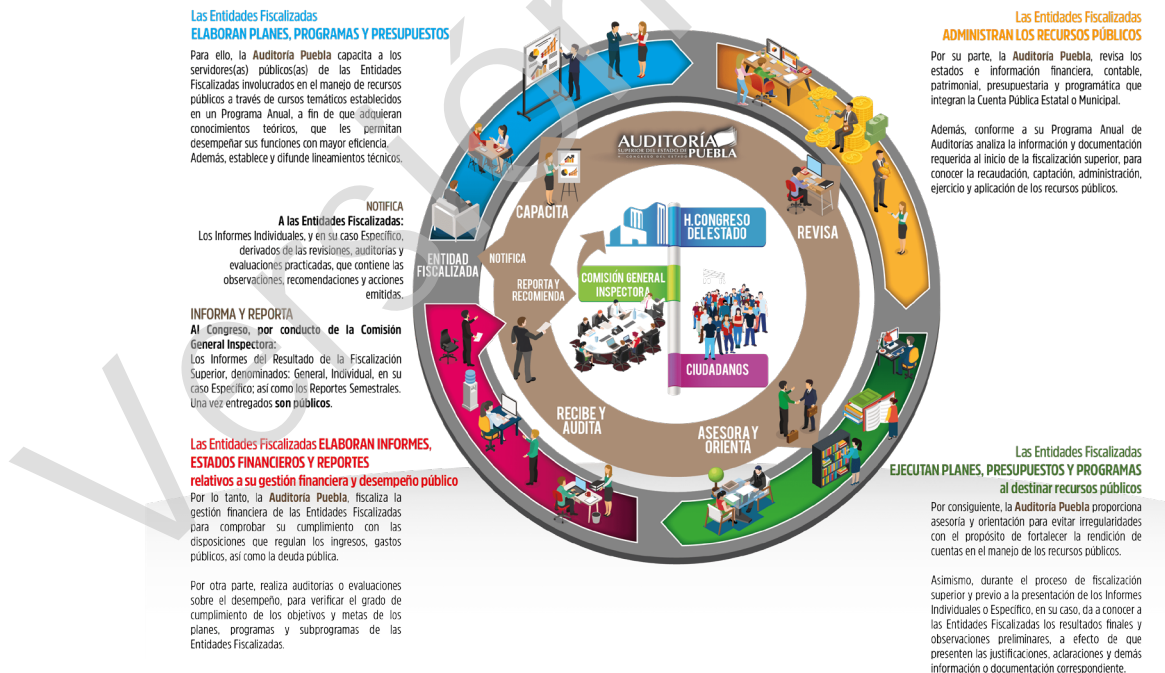 Las Entidades Fiscalizadas
ELABORAN PLANES, PROGRAMAS Y PRESUPUESTOS
Para ello, la Auditoría Puebla capacita a los
servidores(as) públicos(as) de las Entidades
Fiscalizadas involucrados en el manejo de recursos
públicos a través de cursos temáticos establecidos
en un Programa Anual, a fin de que adquieran
conocimientos teóricos, que les permitan
desempeñar sus funciones con mayor eficiencia.
Además, establece y difunde lineamientos técnicos.
NOTIFICA
A las Entidades Fiscalizadas:
Los Informes Individuales, y en su caso Específico,
derivados de las revisiones, auditorías y
evaluaciones practicadas, que contiene las
observaciones, recomendaciones y acciones
emitidas.
INFORMA Y REPORTA
Al Congreso, por conducto de la Comisión
General Inspectora:
Los Informes del Resultado de la Fiscalización
Superior, denominados: General, Individual, en su
caso Específico; así como los Reportes Semestrales.
Una vez entregados son públicos.
Las Entidades Fiscalizadas ELABORAN INFORMES,
ESTADOS FINANCIEROS Y REPORTES
relativos a su gestión financiera y desempeño público
Por lo tanto, la Auditoría Puebla, fiscaliza la
gestión financiera de las Entidades Fiscalizadas
para comprobar su cumplimiento con las
disposiciones que regulan los ingresos, gastos
públicos, así como la deuda pública.
Por otra parte, realiza auditorías o evaluaciones
sobre el desempeño, para verificar el grado de
cumplimiento de los objetivos y metas de los
planes, programas y subprogramas de las
Entidades Fiscalizadas.
AUDITORÍA
SUPERIOR DEL ESTADO DE PUEBLA
H. CONGRESO DEL ESTADO
CAPACITA
REVISA
H. CONGRESO
DEL ESTADO
ENTIDAD
FISCALIZADA
NOTIFICA
REPORTA Y
RECOMIENDA
COMISIÓN GENERAL
INSPECTORA
CIUDADANOS
RECIBE Y
AUDITA
ASESORA Y
ORIENTA
Las Entidades Fiscalizadas
ADMINISTRAN LOS RECURSOS PÚBLICOS
Por su parte, la Auditoría Puebla, revisa los
estados e información financiera, contable,
patrimonial, presupuestaria y programática que
integran la Cuenta Pública Estatal o Municipal.
Además, conforme a su Programa Anual de
Auditorías analiza la información y documentación
requerida al inicio de la fiscalización superior, para
conocer la recaudación, captación, administración,
ejercicio y aplicación de los recursos públicos.
Las Entidades Fiscalizadas
EJECUTAN PLANES, PRESUPUESTOS Y PROGRAMAS
al destinar recursos públicos
Por consiguiente, la Auditoría Puebla proporciona
asesoría y orientación para evitar irregularidades
con el propósito de fortalecer la rendición de
cuentas en el manejo de los recursos públicos.
Asimismo, durante el proceso de fiscalización
superior y previo a la presentación de los Informes
Individuales o Específico, en su caso, da a conocer a
las Entidades Fiscalizadas los resultados finales y
observaciones preliminares, a efecto de que
presenten las justificaciones, aclaraciones y demás
información o documentación correspondiente.
Versión